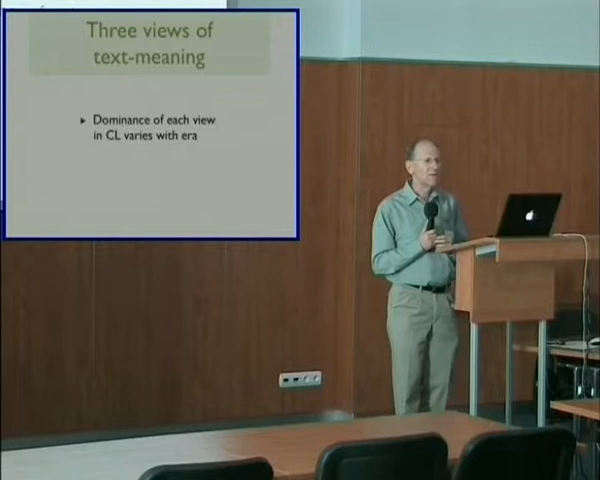 Three views of
text-meaning
Dominance of each view
in CL varies with era